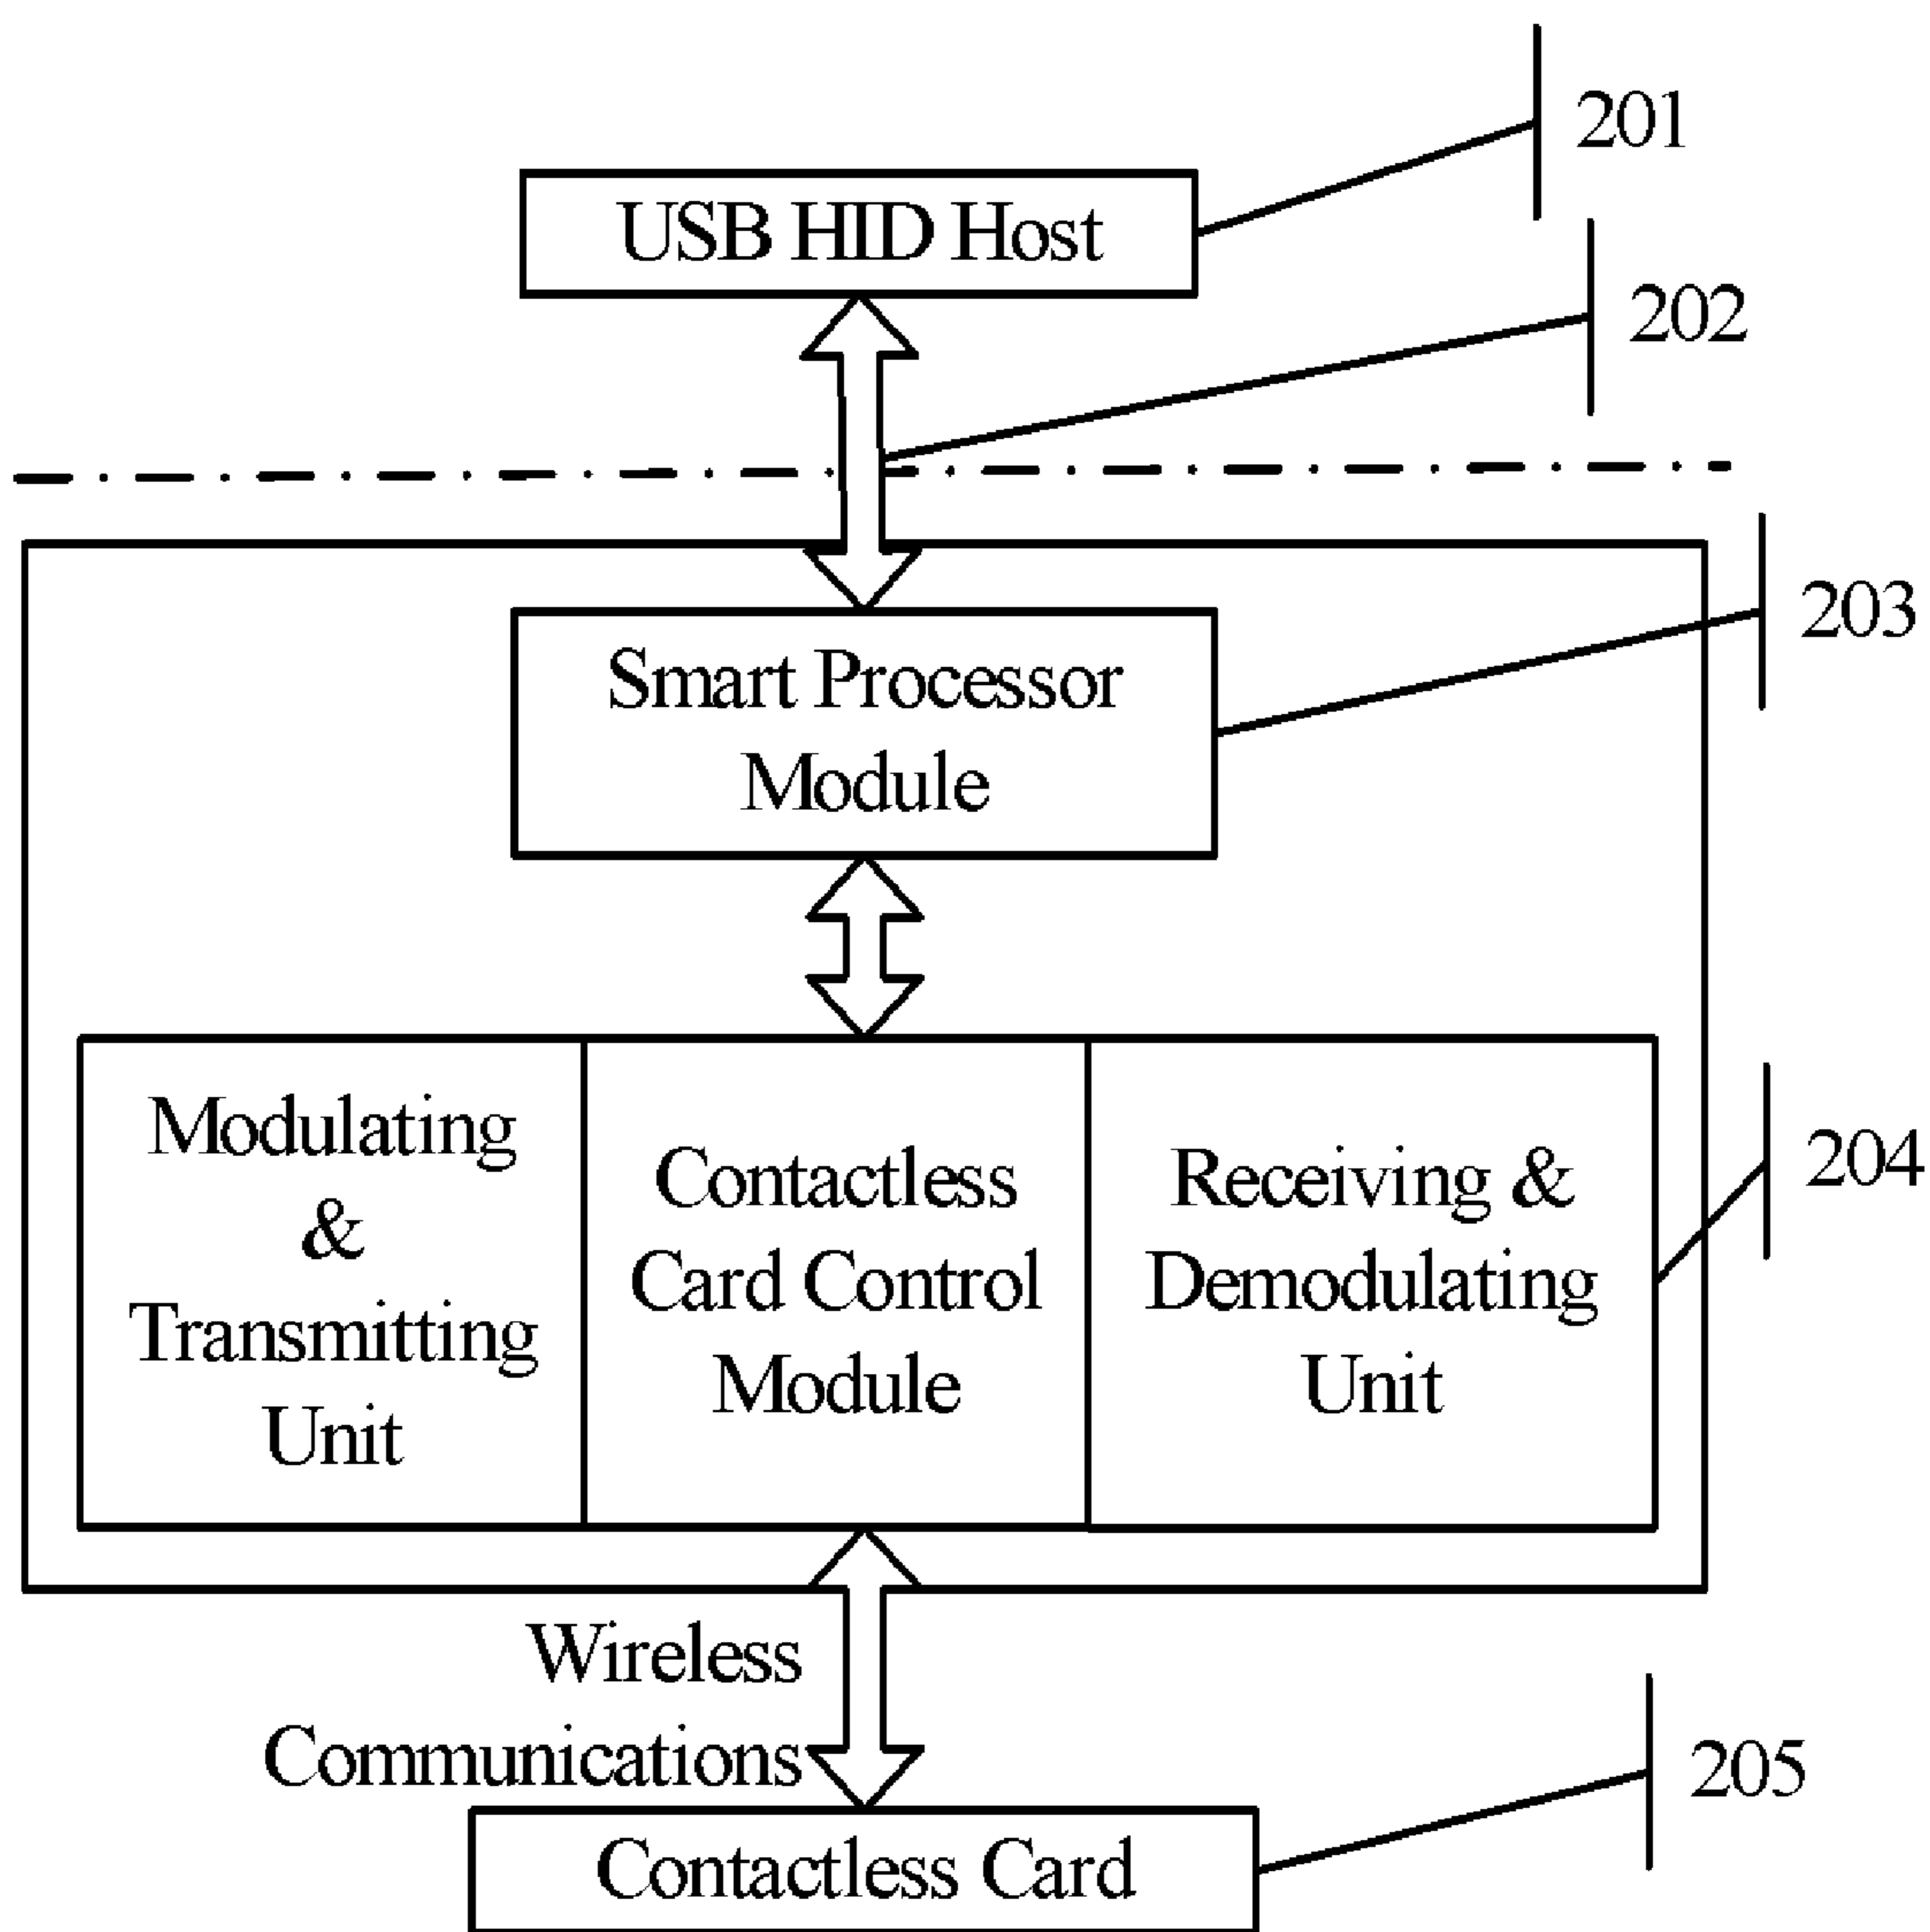 201
USB HID Host
202
203
Smart Processor
Module
Modulating
&
Transmitting
Unit
Contactless
Card Control
Module
Receiving &
Demodulating
Unit
204
Wireless
Communications
205
Contactless Card